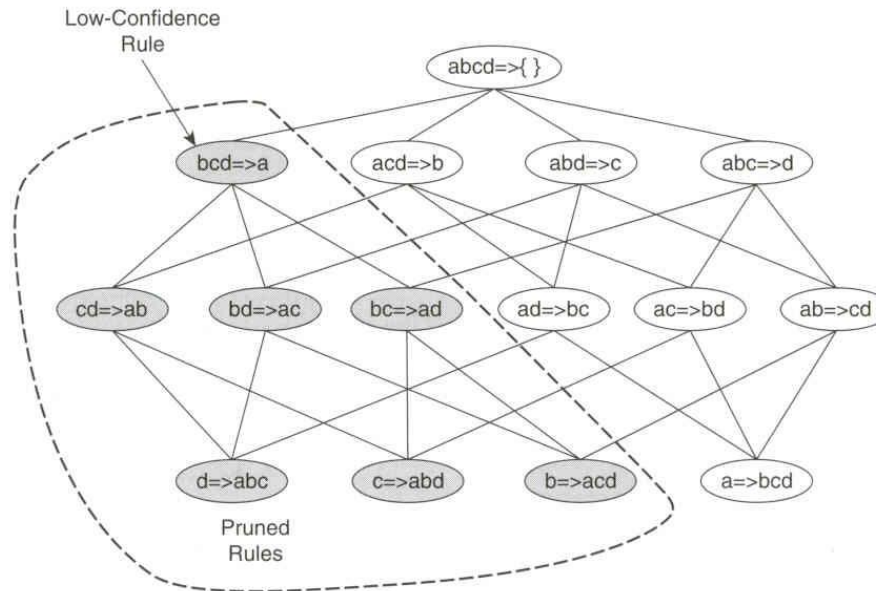 Low-Confidence
Rule
abcd=>{ }
bcd=>a
acd=>b
abd=>c
abc=>d
cd=>ab
bd=>ac
bc=>ad
ad=>bc
ac=>bd
ab=>cd
d=>abc
c=>abd
b=>acd
a=>bcd
Pruned
Rules